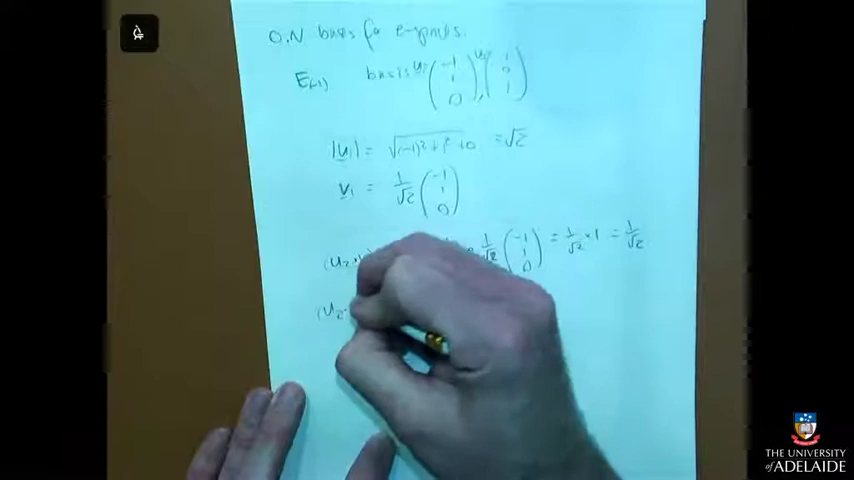 O.N bases for e-spaces.
E(-1) basis u₁ (-1 1 0), u₂ (1 0 1)
|u₁| = √((-1)²+1²+0) = √2
v₁ = 1/√2 (-1 1 0)
(u₂· 1/√2 (-1 1 0) = 1/√2 × 1 = 1/√2
(u₂·
THE UNIVERSITY
of ADELAIDE